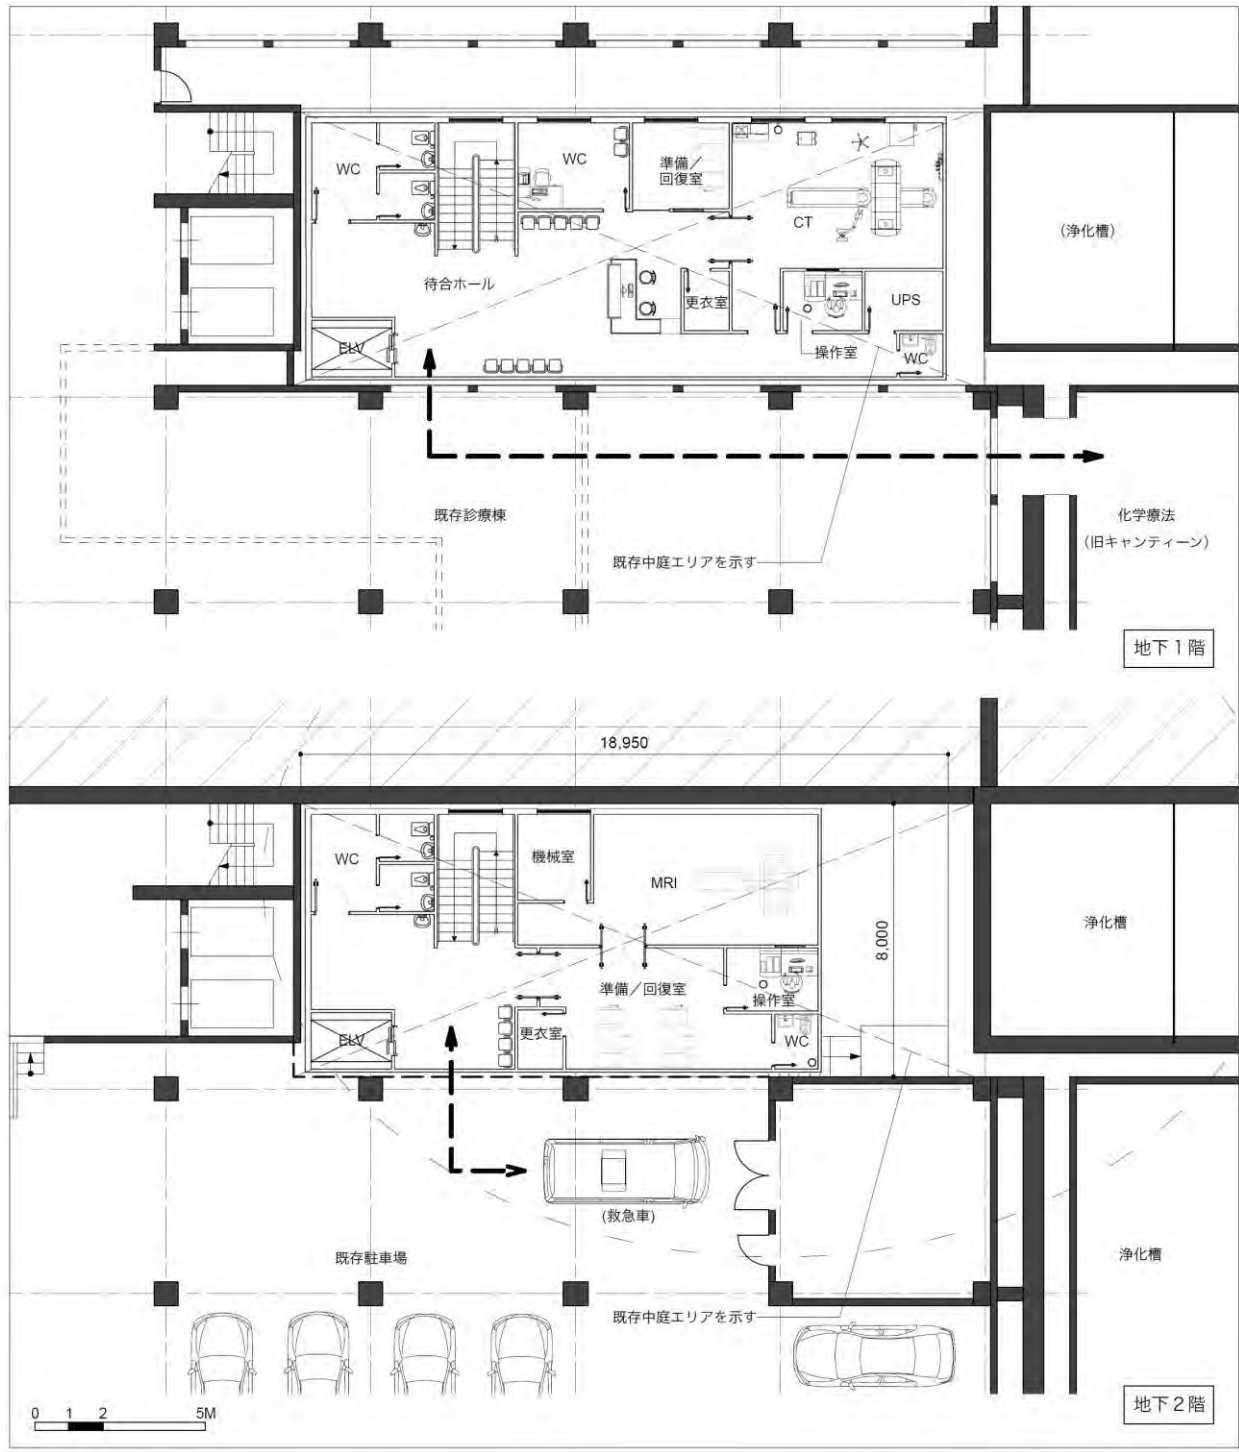 WC
WC
準備／
回復室
CT
(浄化槽)
待合ホール
更衣室
UPS
ELV
操作室
WC
既存診療棟
化学療法
(旧キャンティーン)
既存中庭エリアを示す
地下1階
18,950
機械室
WC
MRI
浄化槽
8,000
準備／回復室
操作室
ELV
更衣室
WC
(救急車)
既存駐車場
浄化槽
既存中庭エリアを示す
地下2階
0 1 2 5M